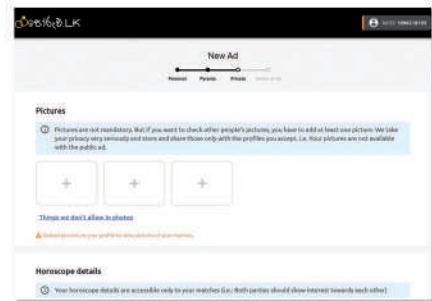 New Ad
Personal Parents Private
Pictures
Pictures are not mandatory. But if you want to check other people's pictures, you have to add at least one picture. We take
your privacy very seriously and store and share those only with the profiles you accept, i.e. Your pictures are not available
with the public ad.
+ + +
Things we don't allow in photos
Horoscope details
Your horoscope details are accessible only to your matches (i.e.: Both parties should show interest towards each other)